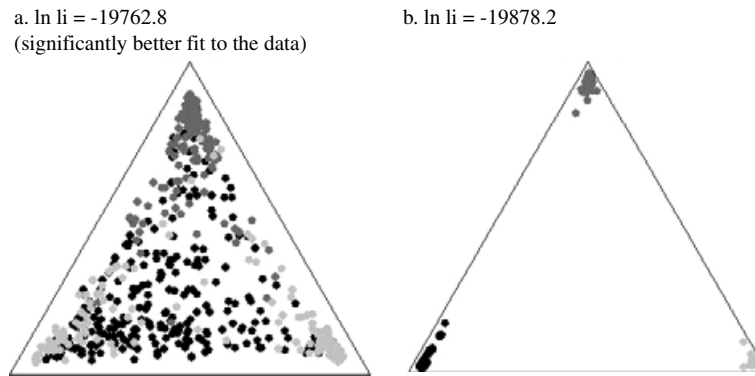 a. ln li = -19762.8
(significantly better fit to the data)
b. ln li = -19878.2